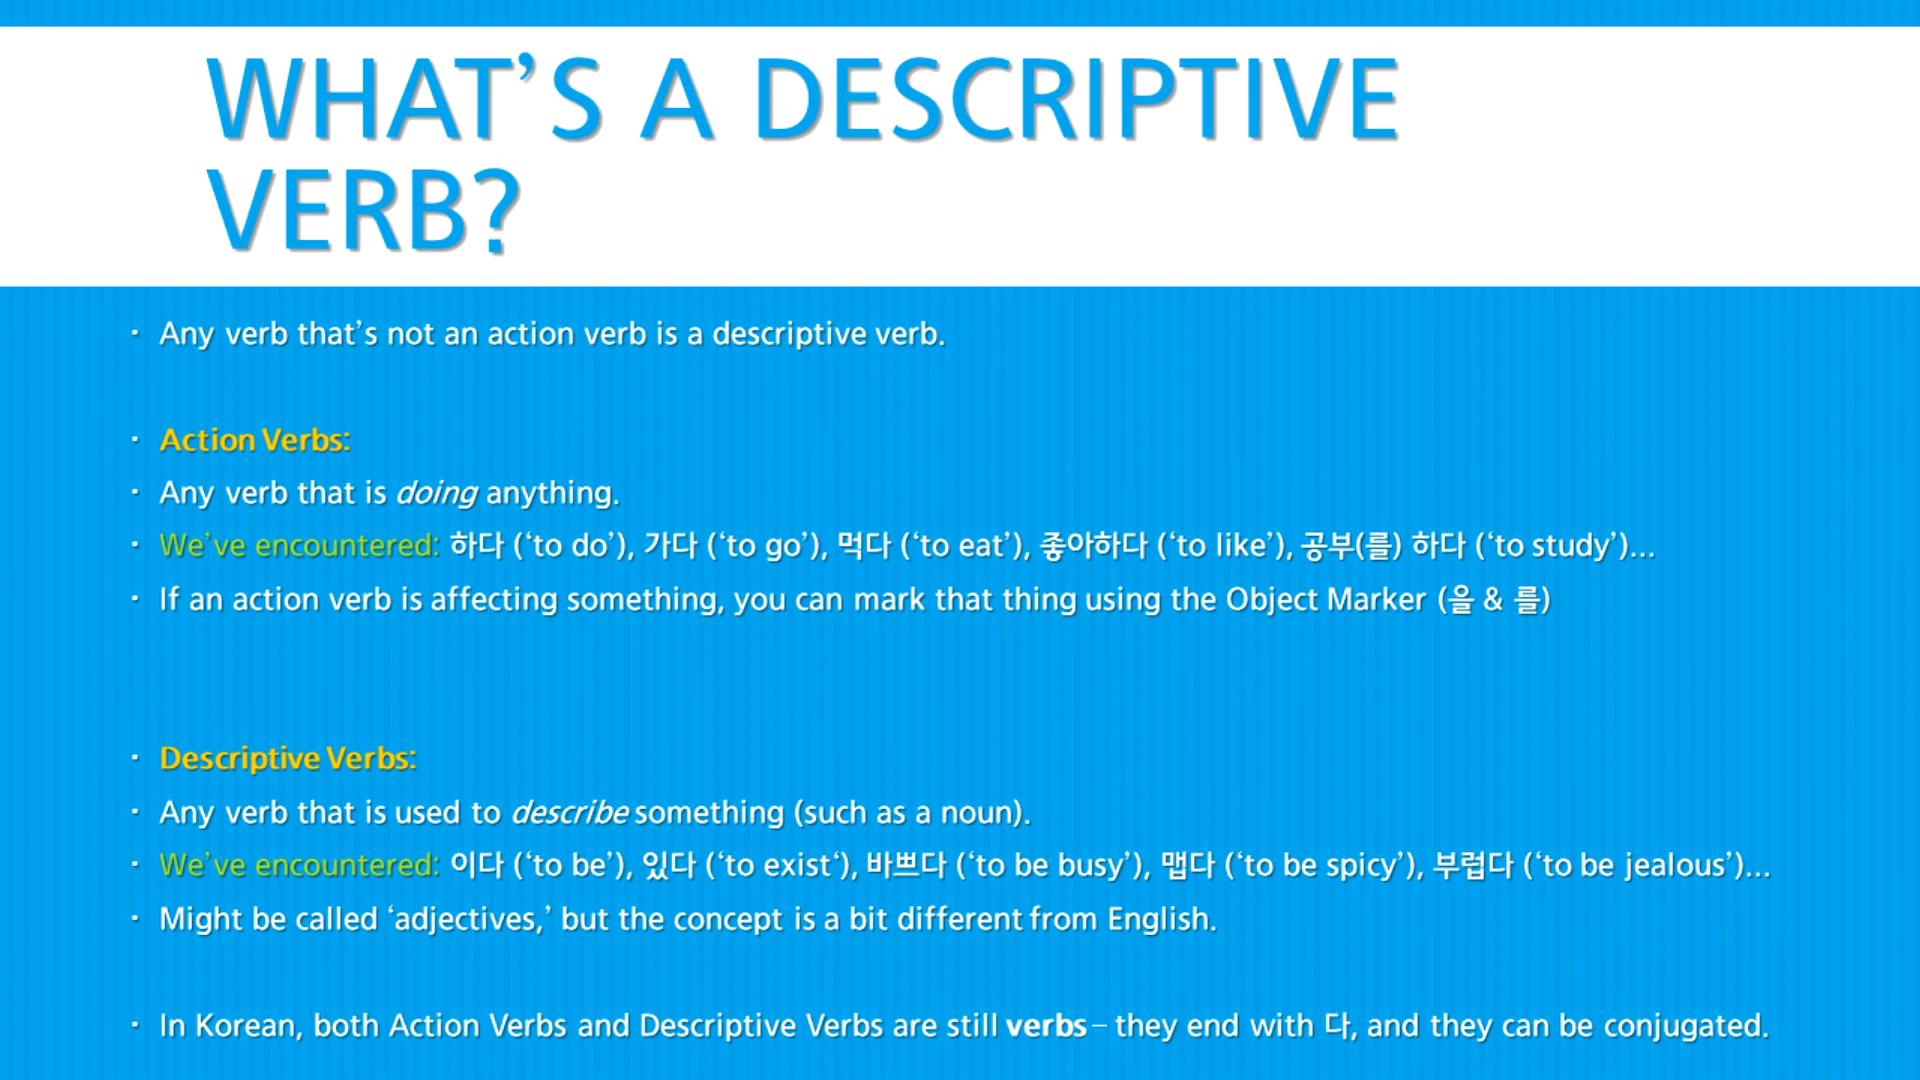 WHAT’S A DESCRIPTIVE
VERB?
· Any verb that’s not an action verb is a descriptive verb.
· Action Verbs:
· Any verb that is doing anything.
· We’ve encountered: 하다 (‘to do’), 가다 (‘to go’), 먹다 (‘to eat’), 좋아하다 (‘to like’), 공부(를) 하다 (‘to study’)...
· If an action verb is affecting something, you can mark that thing using the Object Marker (을 & 를)
· Descriptive Verbs:
· Any verb that is used to describe something (such as a noun).
· We’ve encountered: 이다 (‘to be’), 있다 (‘to exist‘), 바쁘다 (‘to be busy’), 맵다 (‘to be spicy’), 부럽다 (‘to be jealous’)...
· Might be called ‘adjectives,’ but the concept is a bit different from English.
· In Korean, both Action Verbs and Descriptive Verbs are still verbs – they end with 다, and they can be conjugated.